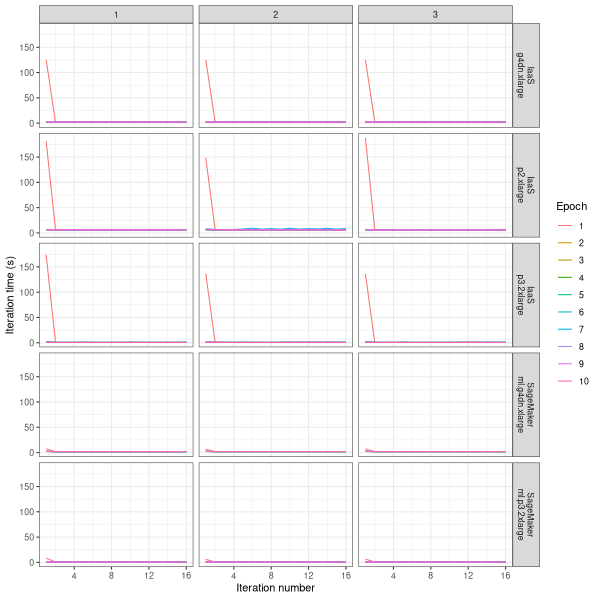 1 2 3
150
100
50
0
IaaS
g4dn.xlarge
150
100
50
0
IaaS
p2.xlarge
150
100
50
0
IaaS
p3.2xlarge
150
100
50
0
SageMaker
ml.g4dn.xlarge
150
100
50
0
SageMaker
ml.p3.2xlarge
4 8 12 16 4 8 12 16 4 8 12 16
Iteration number
Iteration time (s)
Epoch
1
2
3
4
5
6
7
8
9
10